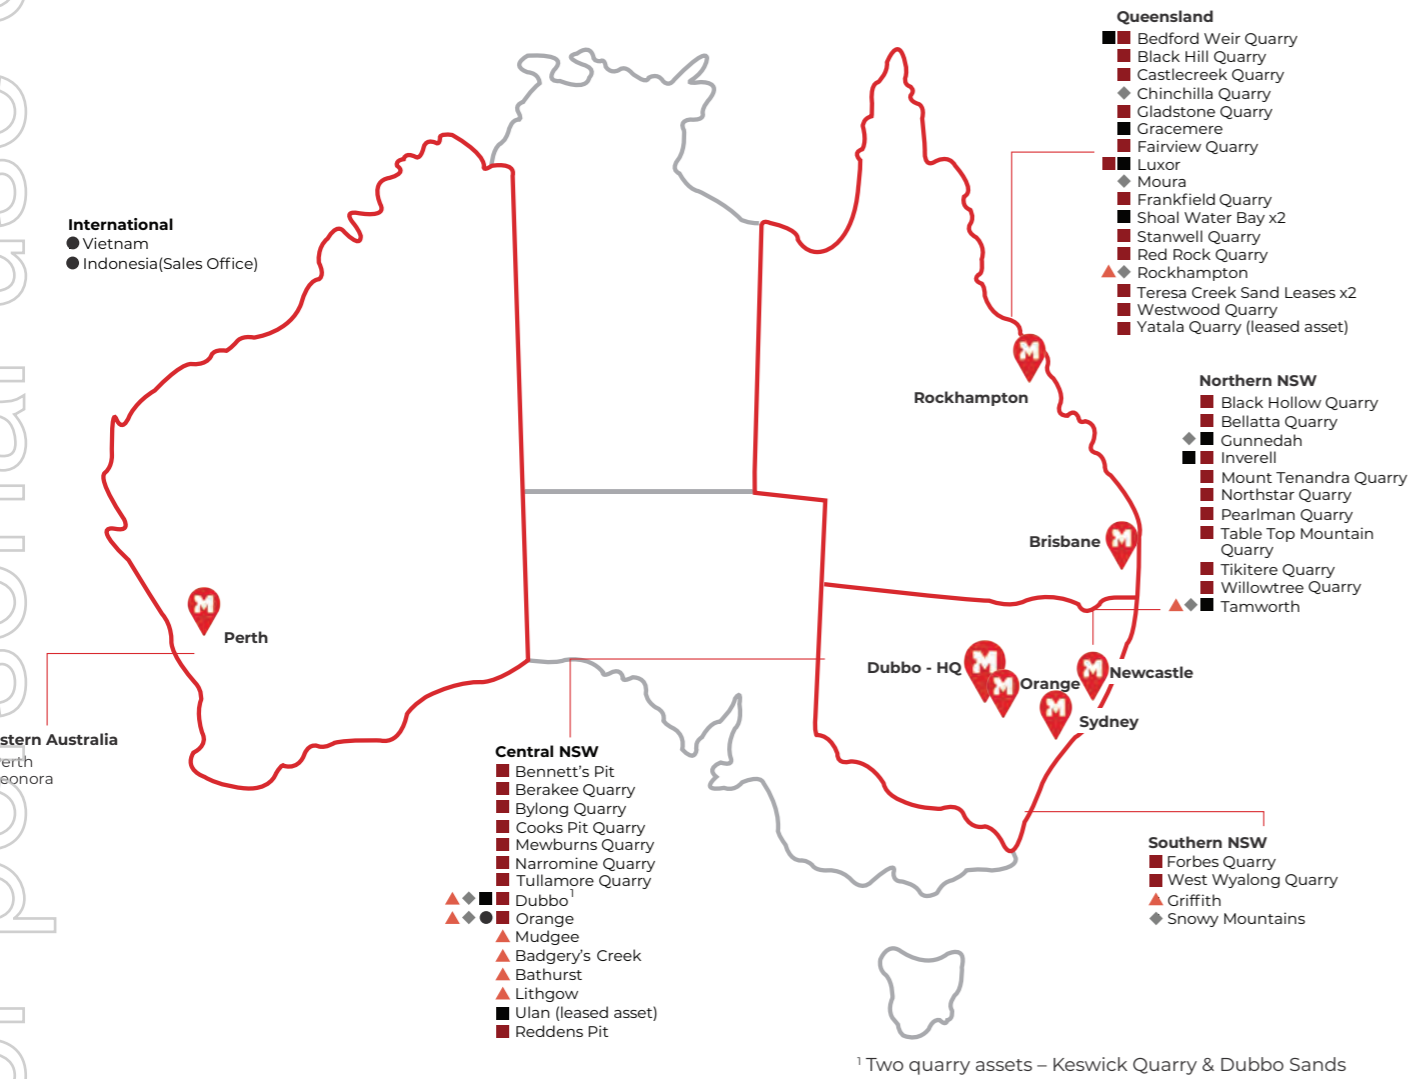 International
Vietnam
Indonesia(Sales Office)
Queensland
Bedford Weir Quarry
Black Hill Quarry
Castlecreek Quarry
Chinchilla Quarry
Gladstone Quarry
Gracemere
Fairview Quarry
Luxor
Moura
Frankfield Quarry
Shoal Water Bay x2
Stanwell Quarry
Red Rock Quarry
Rockhampton
Teresa Creek Sand Leases x2
Westwood Quarry
Yatala Quarry (leased asset)
Rockhampton
Northern NSW
Black Hollow Quarry
Bellatta Quarry
Gunnedah
Inverell
Mount Tenandra Quarry
Northstar Quarry
Pearlman Quarry
Table Top Mountain
Quarry
Tikitere Quarry
Willowtree Quarry
Tamworth
Brisbane
Perth
Dubbo - HQ
Orange
Newcastle
Sydney
stern Australia
erth
eonora
Central NSW
Bennett's Pit
Berakee Quarry
Bylong Quarry
Cooks Pit Quarry
Mewburns Quarry
Narromine Quarry
Tullamore Quarry
Dubbo¹
Orange
Mudgee
Badgery's Creek
Bathurst
Lithgow
Ulan (leased asset)
Reddens Pit
Southern NSW
Forbes Quarry
West Wyalong Quarry
Griffith
Snowy Mountains
¹ Two quarry assets – Keswick Quarry & Dubbo Sands